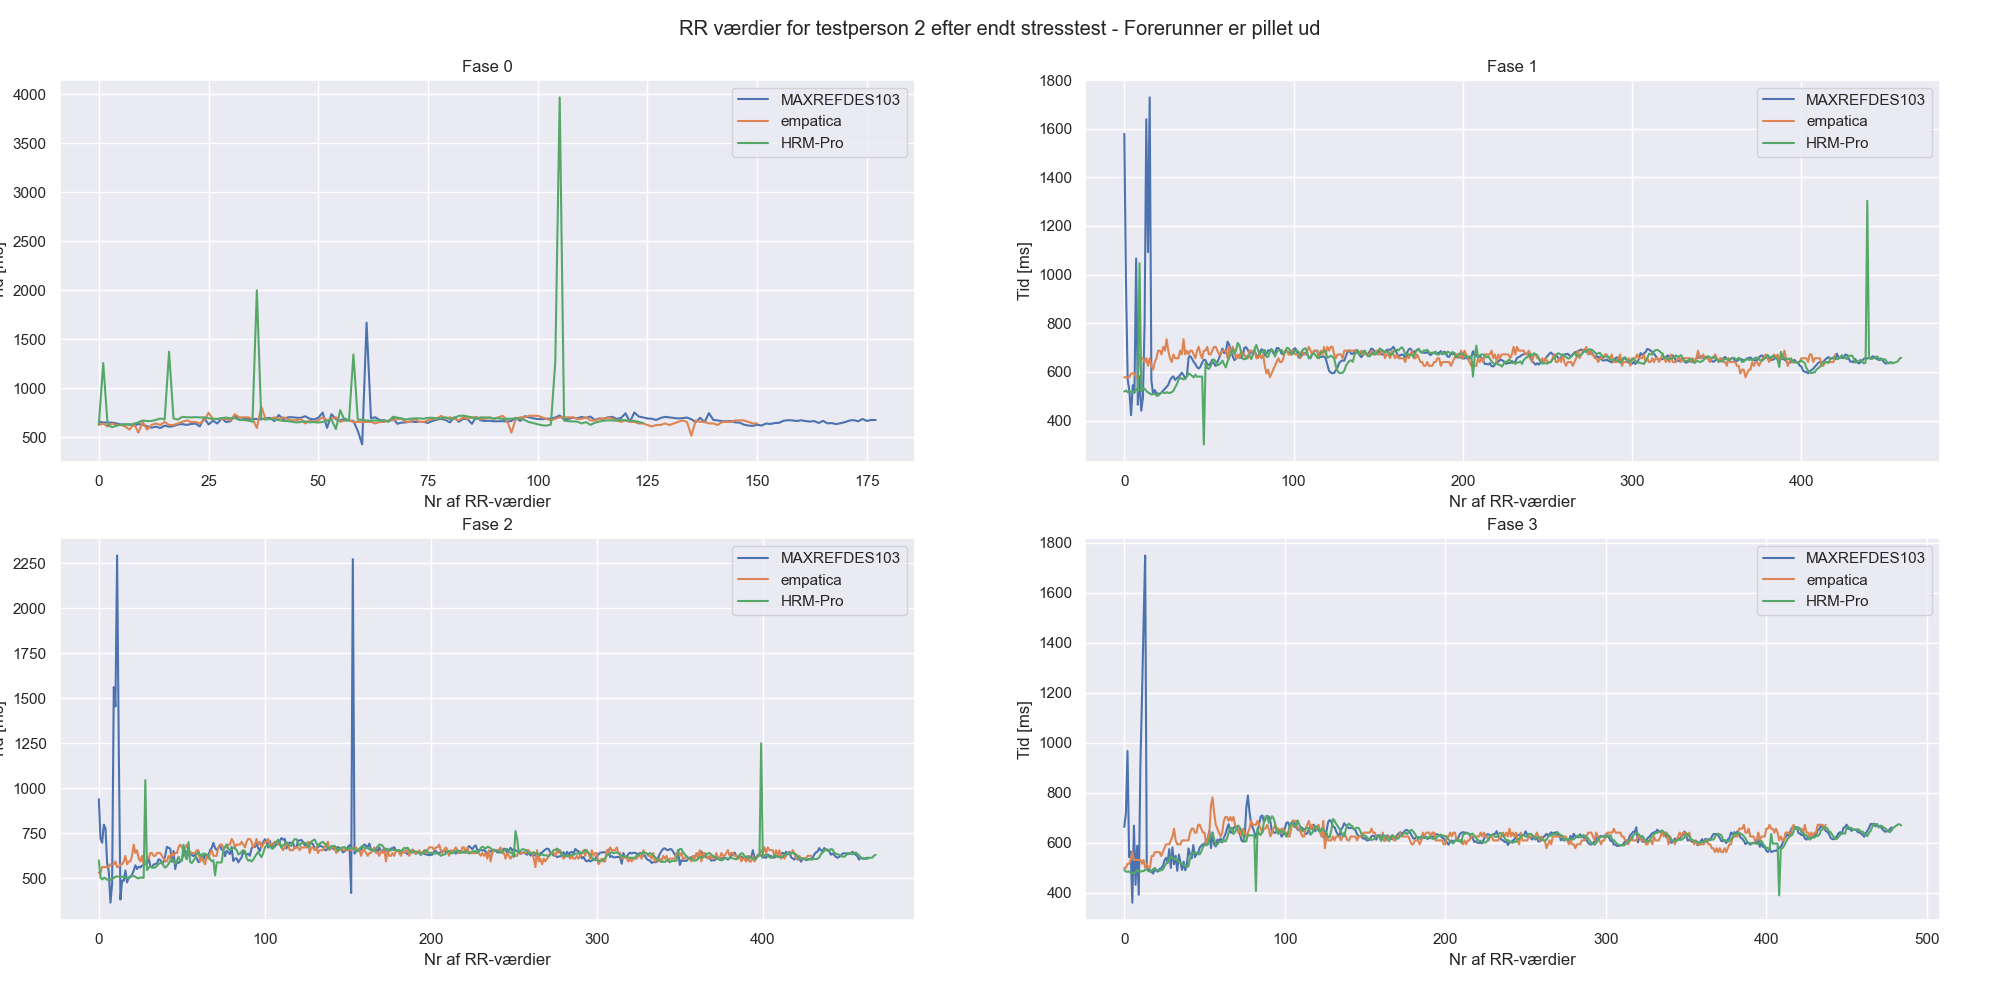 RR værdier for testperson 2 efter endt stresstest - Forerunner er pillet ud
Fase 0
4000
3500
3000
2500
2000
1500
1000
500
0
25
50
75
100
125
150
175
Nr af RR-værdier
MAXREFDES103
empatica
HRM-Pro
Fase 1
Tid [ms]
1800
1600
1400
1200
1000
800
600
400
0
100
200
300
400
Nr af RR-værdier
MAXREFDES103
empatica
HRM-Pro
Fase 2
2250
2000
1750
1500
1250
1000
750
500
0
100
200
300
400
Nr af RR-værdier
MAXREFDES103
empatica
HRM-Pro
Fase 3
Tid [ms]
1800
1600
1400
1200
1000
800
600
400
0
100
200
300
400
500
Nr af RR-værdier
MAXREFDES103
empatica
HRM-Pro